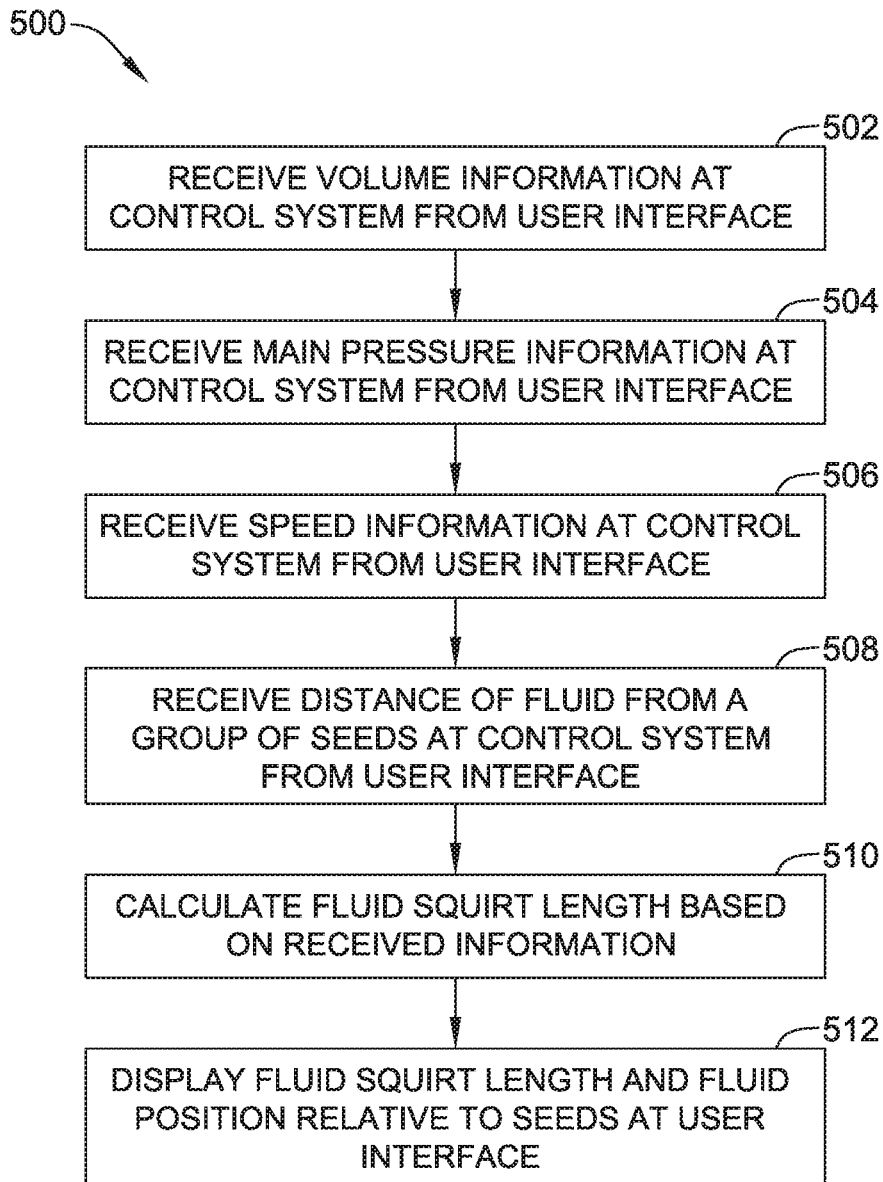 500
502
RECEIVE VOLUME INFORMATION AT
CONTROL SYSTEM FROM USER INTERFACE
504
RECEIVE MAIN PRESSURE INFORMATION AT
CONTROL SYSTEM FROM USER INTERFACE
506
RECEIVE SPEED INFORMATION AT CONTROL
SYSTEM FROM USER INTERFACE
508
RECEIVE DISTANCE OF FLUID FROM A
GROUP OF SEEDS AT CONTROL SYSTEM
FROM USER INTERFACE
510
CALCULATE FLUID SQUIRT LENGTH BASED
ON RECEIVED INFORMATION
512
DISPLAY FLUID SQUIRT LENGTH AND FLUID
POSITION RELATIVE TO SEEDS AT USER
INTERFACE